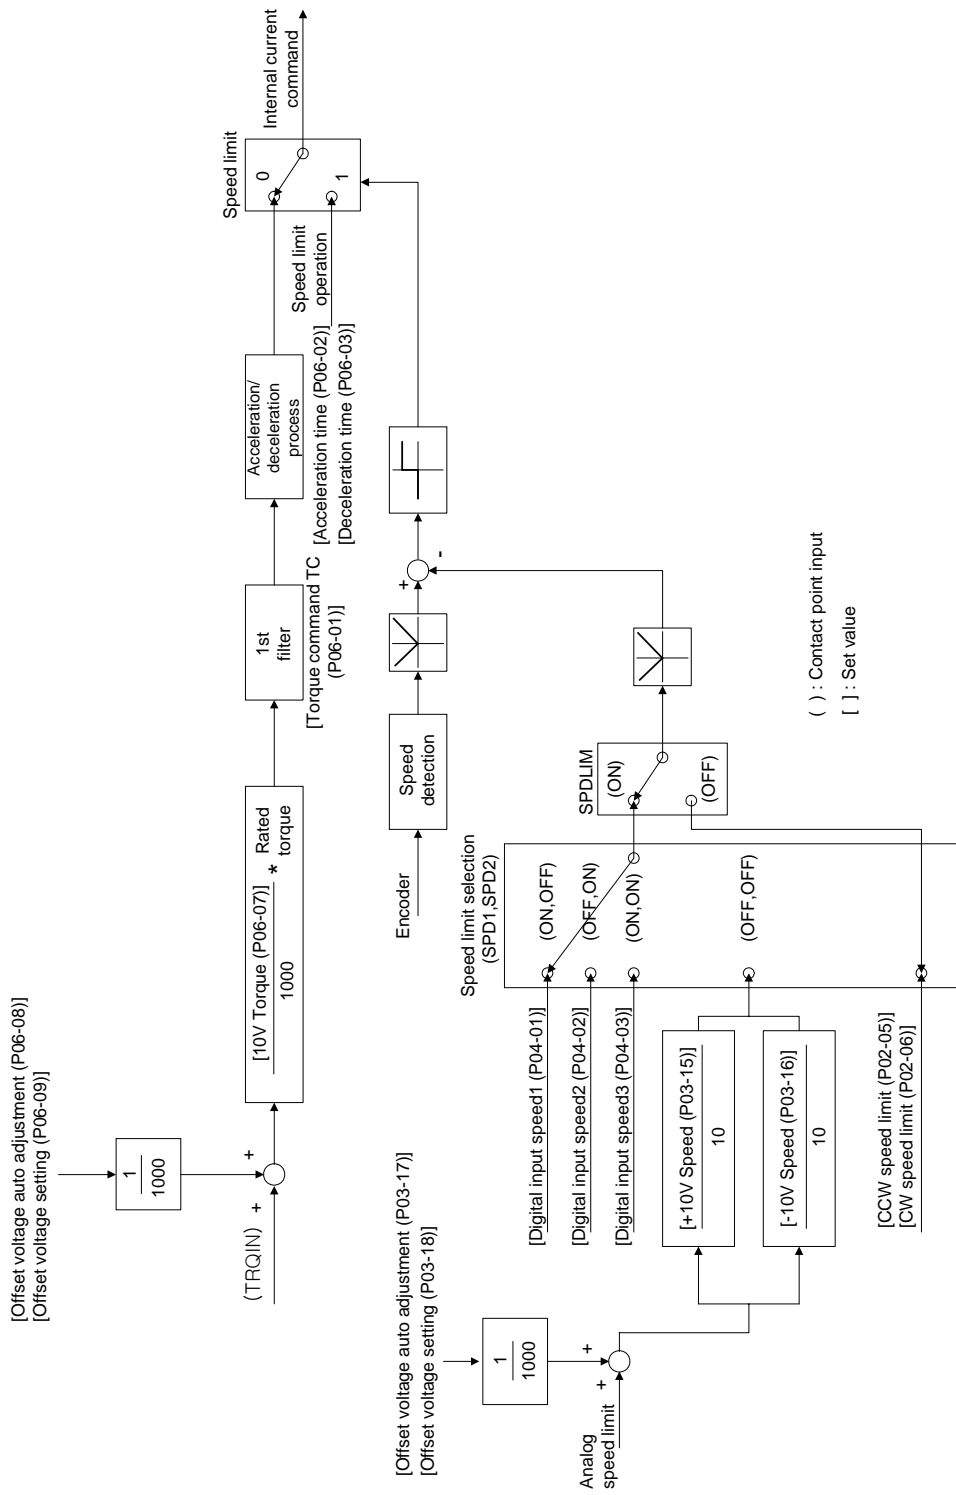 [Offset voltage auto adjustment (P06-08)]
[Offset voltage setting (P06-09)]
1
1000
(TRQIN)
+
+
[10V Torque (P06-07)]
1000
* Rated
torque
1st
filter
[Torque command TC
(P06-01)]
Acceleration/
deceleration
process
[Acceleration time (P06-02)]
[Deceleration time (P06-03)]
Speed limit
operation
Speed limit
0
1
Internal current
command
Encoder
Speed
detection
+
-
[Offset voltage auto adjustment (P03-17)]
[Offset voltage setting (P03-18)]
1
1000
Analog
speed limit
+
+
[+10V Speed (P03-15)]
10
[-10V Speed (P03-16)]
10
[Digital input speed1 (P04-01)]
[Digital input speed2 (P04-02)]
[Digital input speed3 (P04-03)]
[CCW speed limit (P02-05)]
[CW speed limit (P02-06)]
Speed limit selection
(SPD1,SPD2)
(ON,OFF)
(OFF,ON)
(ON,ON)
(OFF,OFF)
SPDLIM
(ON)
(OFF)
( ) : Contact point input
[ ] : Set value